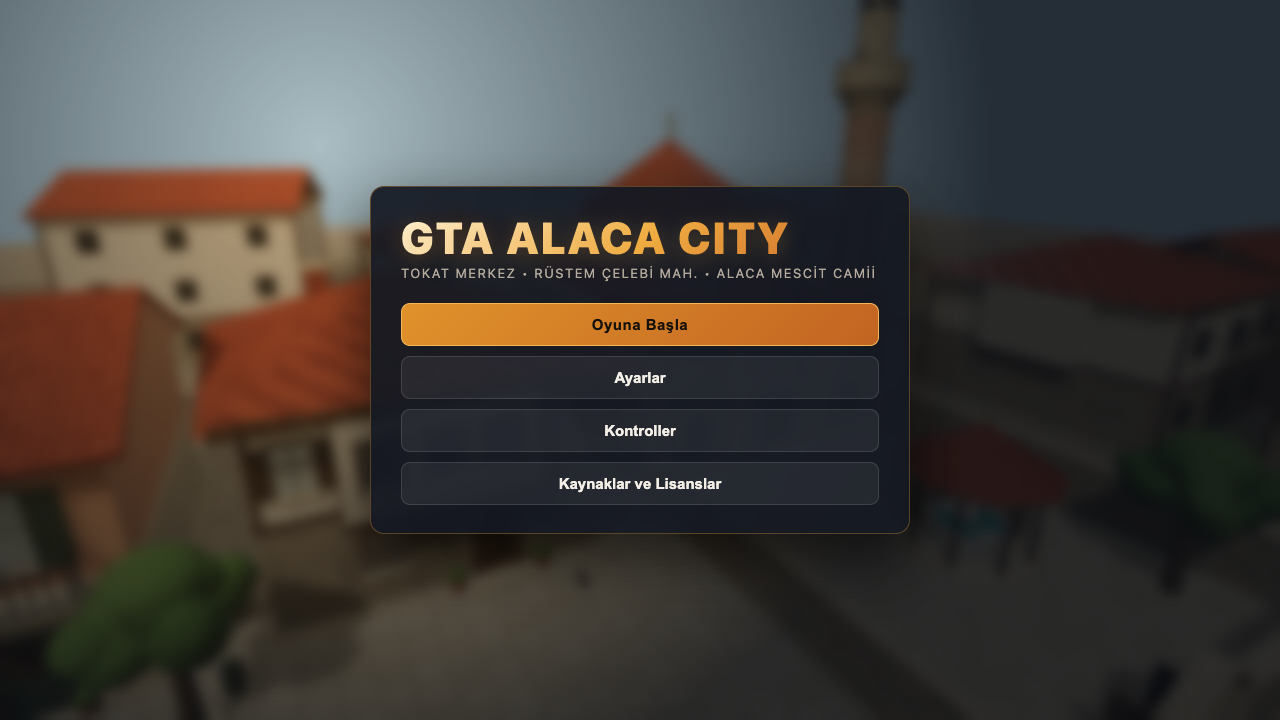 GTA ALACA CITY
TOKAT MERKEZ • RÜSTEM ÇELEBİ MAH. • ALACA MESCİT CAMİİ
Oyuna Başla
Ayarlar
Kontroller
Kaynaklar ve Lisanslar